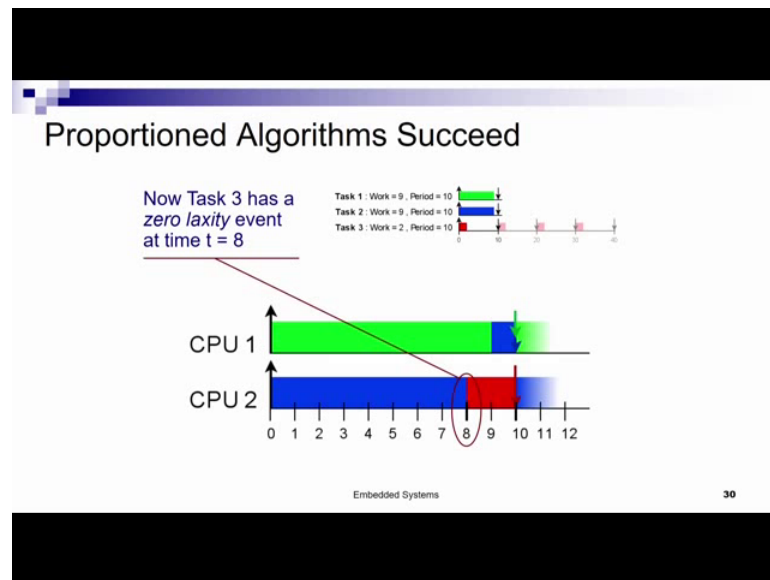 Proportioned Algorithms Succeed
Now Task 3 has a
zero laxity event
at time t = 8
Task 1 : Work = 9 , Period = 10
Task 2 : Work = 9 , Period = 10
Task 3 : Work = 2 , Period = 10
0 10 20 30 40
CPU 1
CPU 2
0 1 2 3 4 5 6 7 8 9 10 11 12
Embedded Systems
30